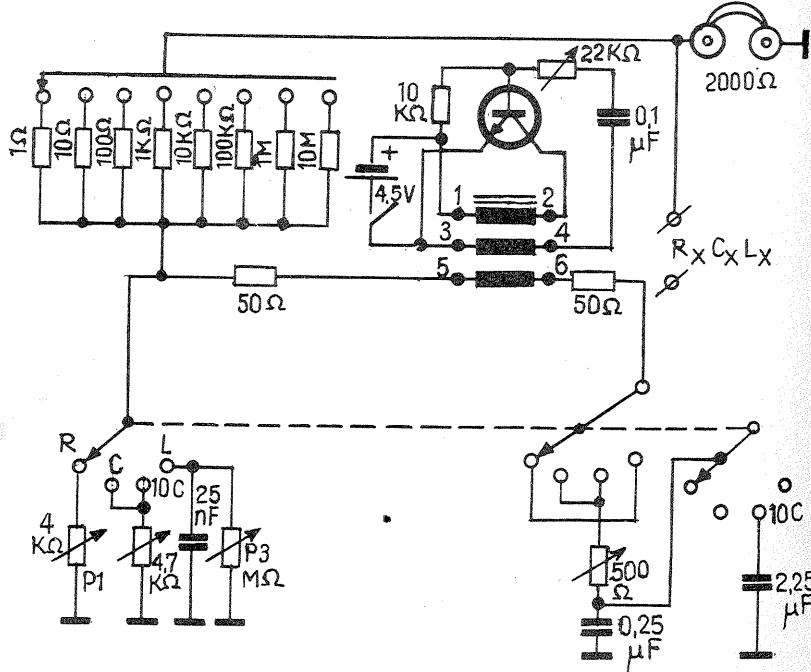 22KΩ
2000Ω
10
KΩ
0,1
μF
1Ω
10Ω
100Ω
1KΩ
10KΩ
100KΩ
1M
10M
+
4,5V
1
2
3
4
5
6
RX CX LX
50Ω
50Ω
R
C
10C
L
4
KΩ
P1
4,7
KΩ
25
nF
P3
MΩ
500
Ω
0,25
μF
10C
2,25
μF